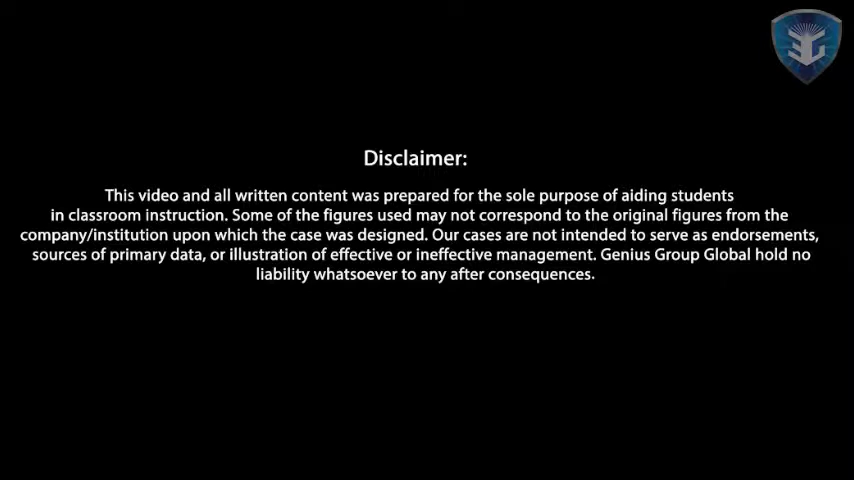 Disclaimer:
This video and all written content was prepared for the sole purpose of aiding students
in classroom instruction. Some of the figures used may not correspond to the original figures from the
company/institution upon which the case was designed. Our cases are not intended to serve as endorsements,
sources of primary data, or illustration of effective or ineffective management. Genius Group Global hold no
liability whatsoever to any after consequences.